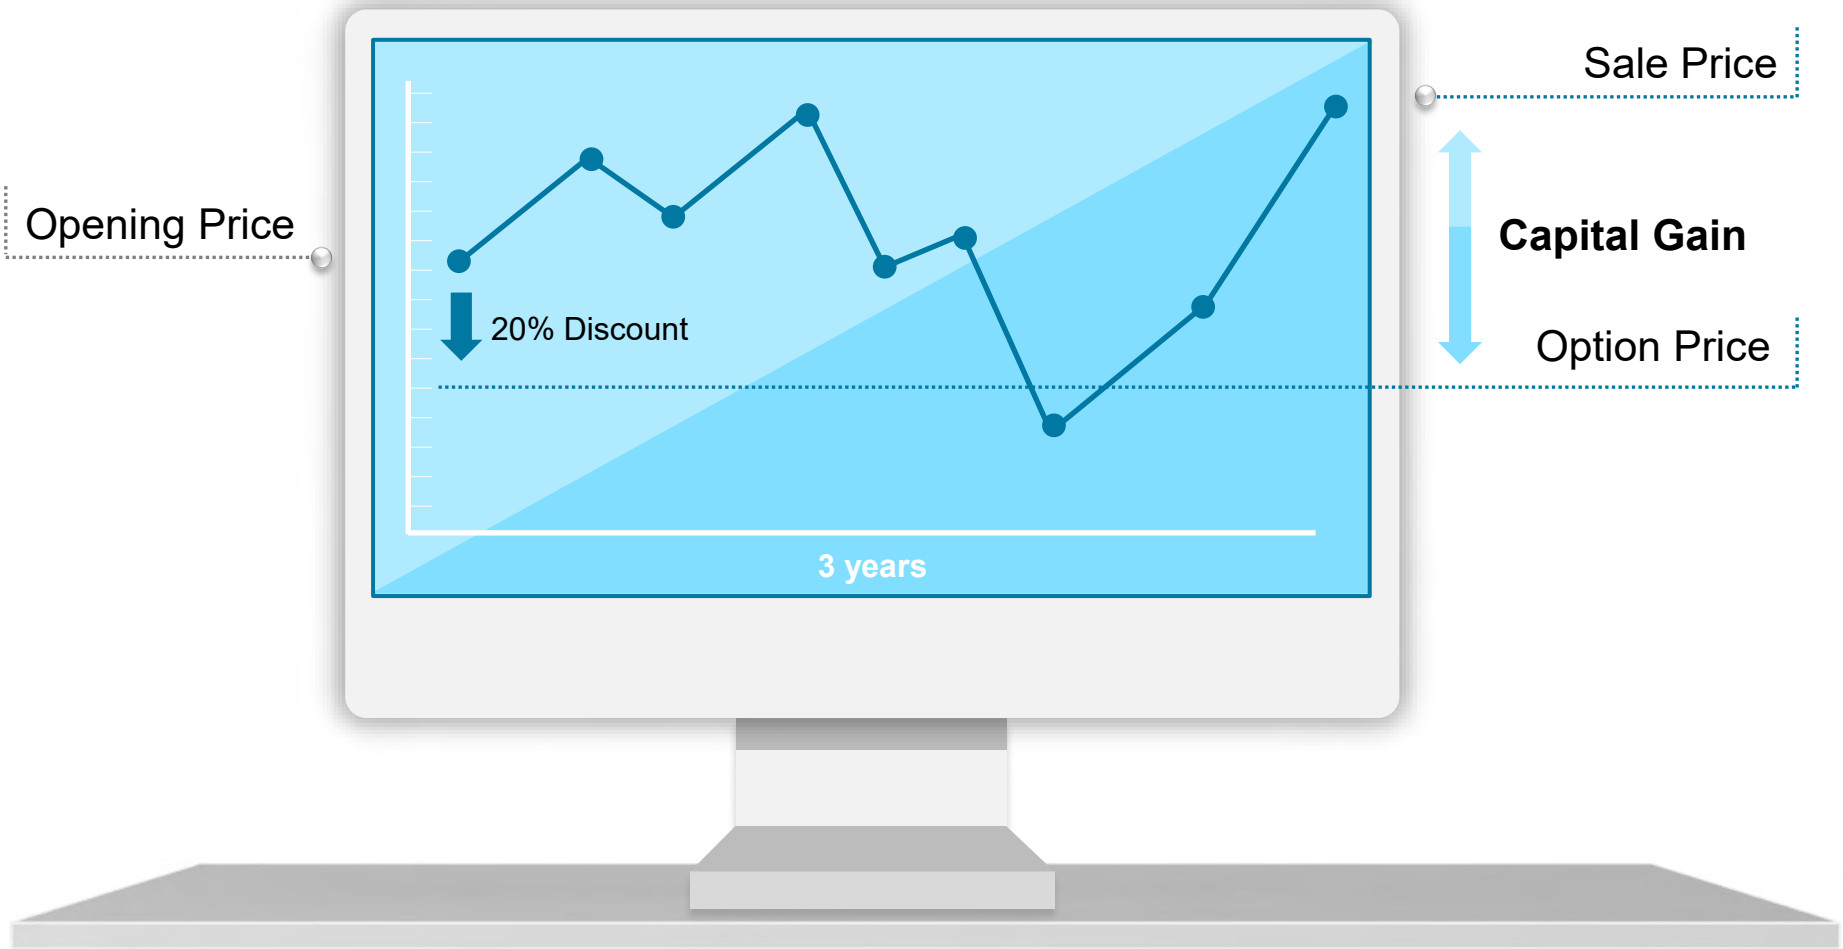 Sale Price
Opening Price
Capital Gain
20% Discount
Option Price
3 years